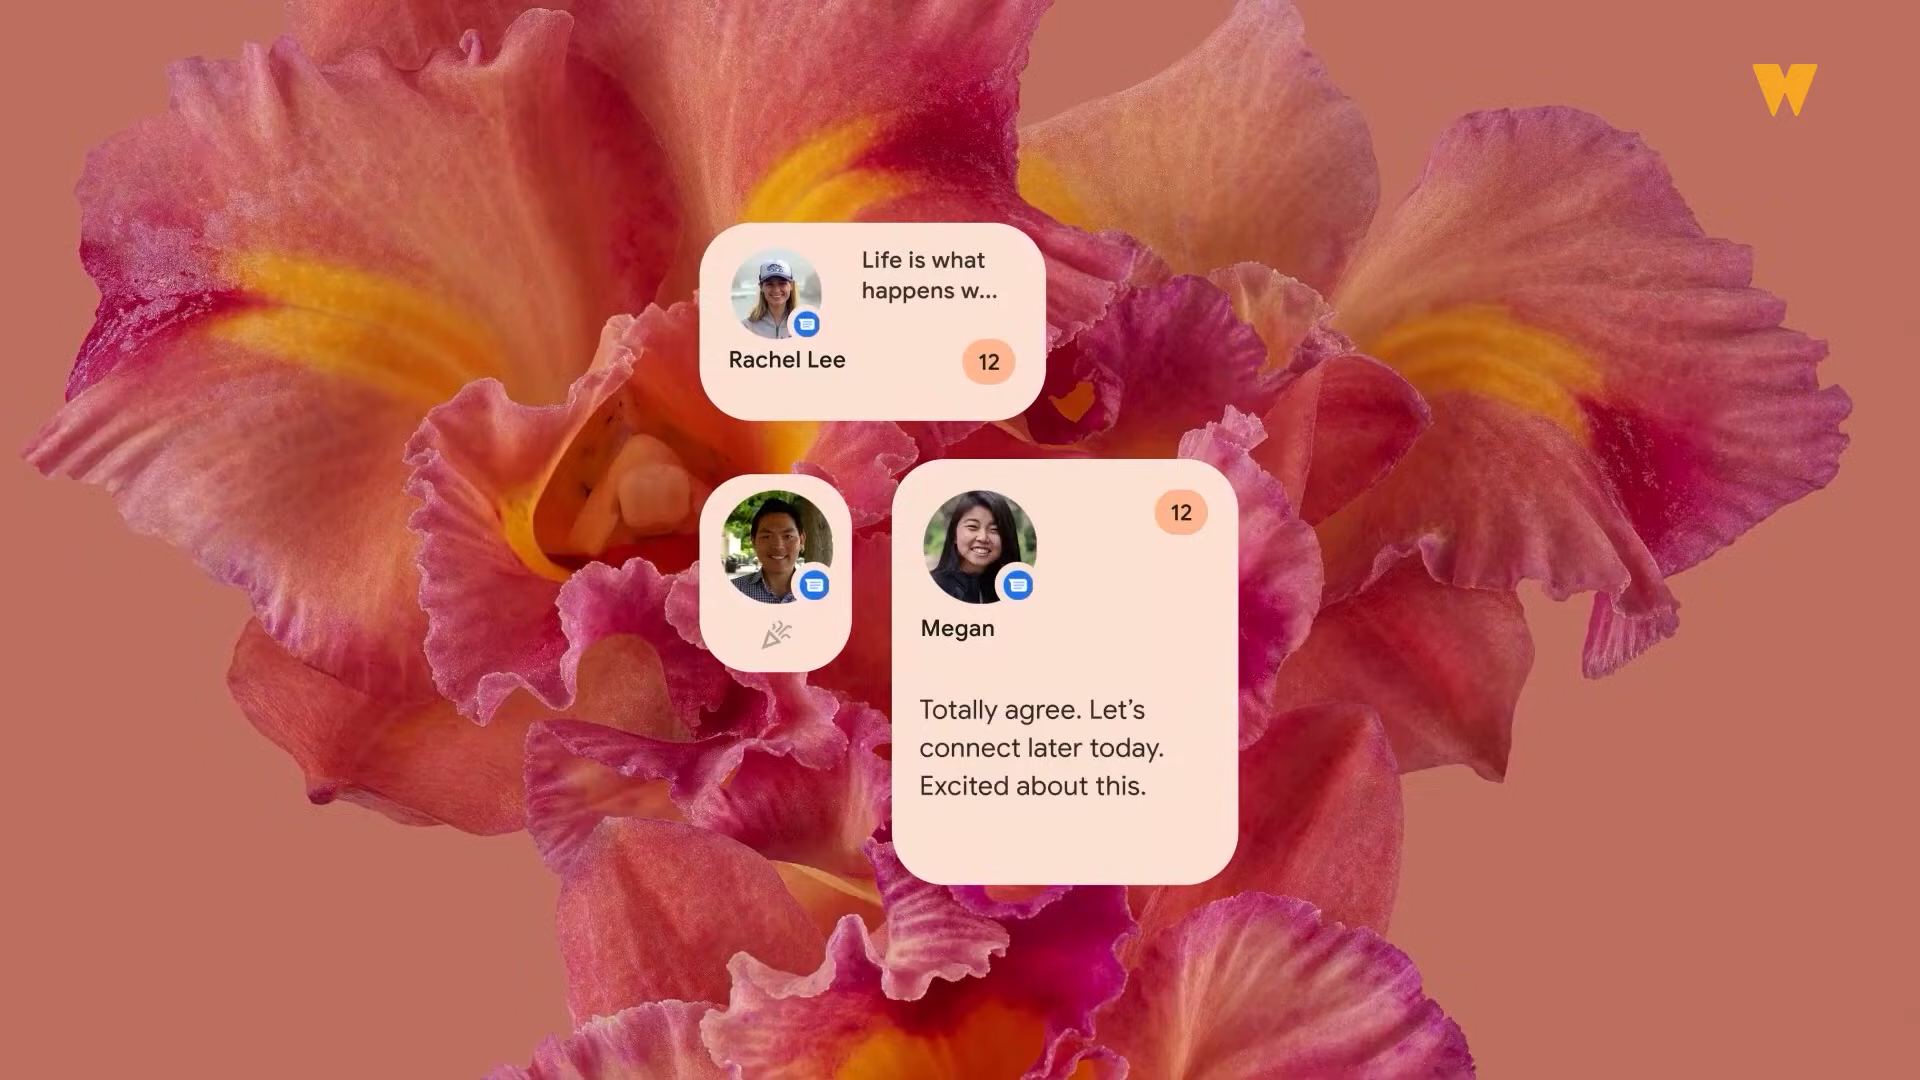 W
Life is what
happens w...
Rachel Lee
12
12
Megan
Totally agree. Let’s
connect later today.
Excited about this.